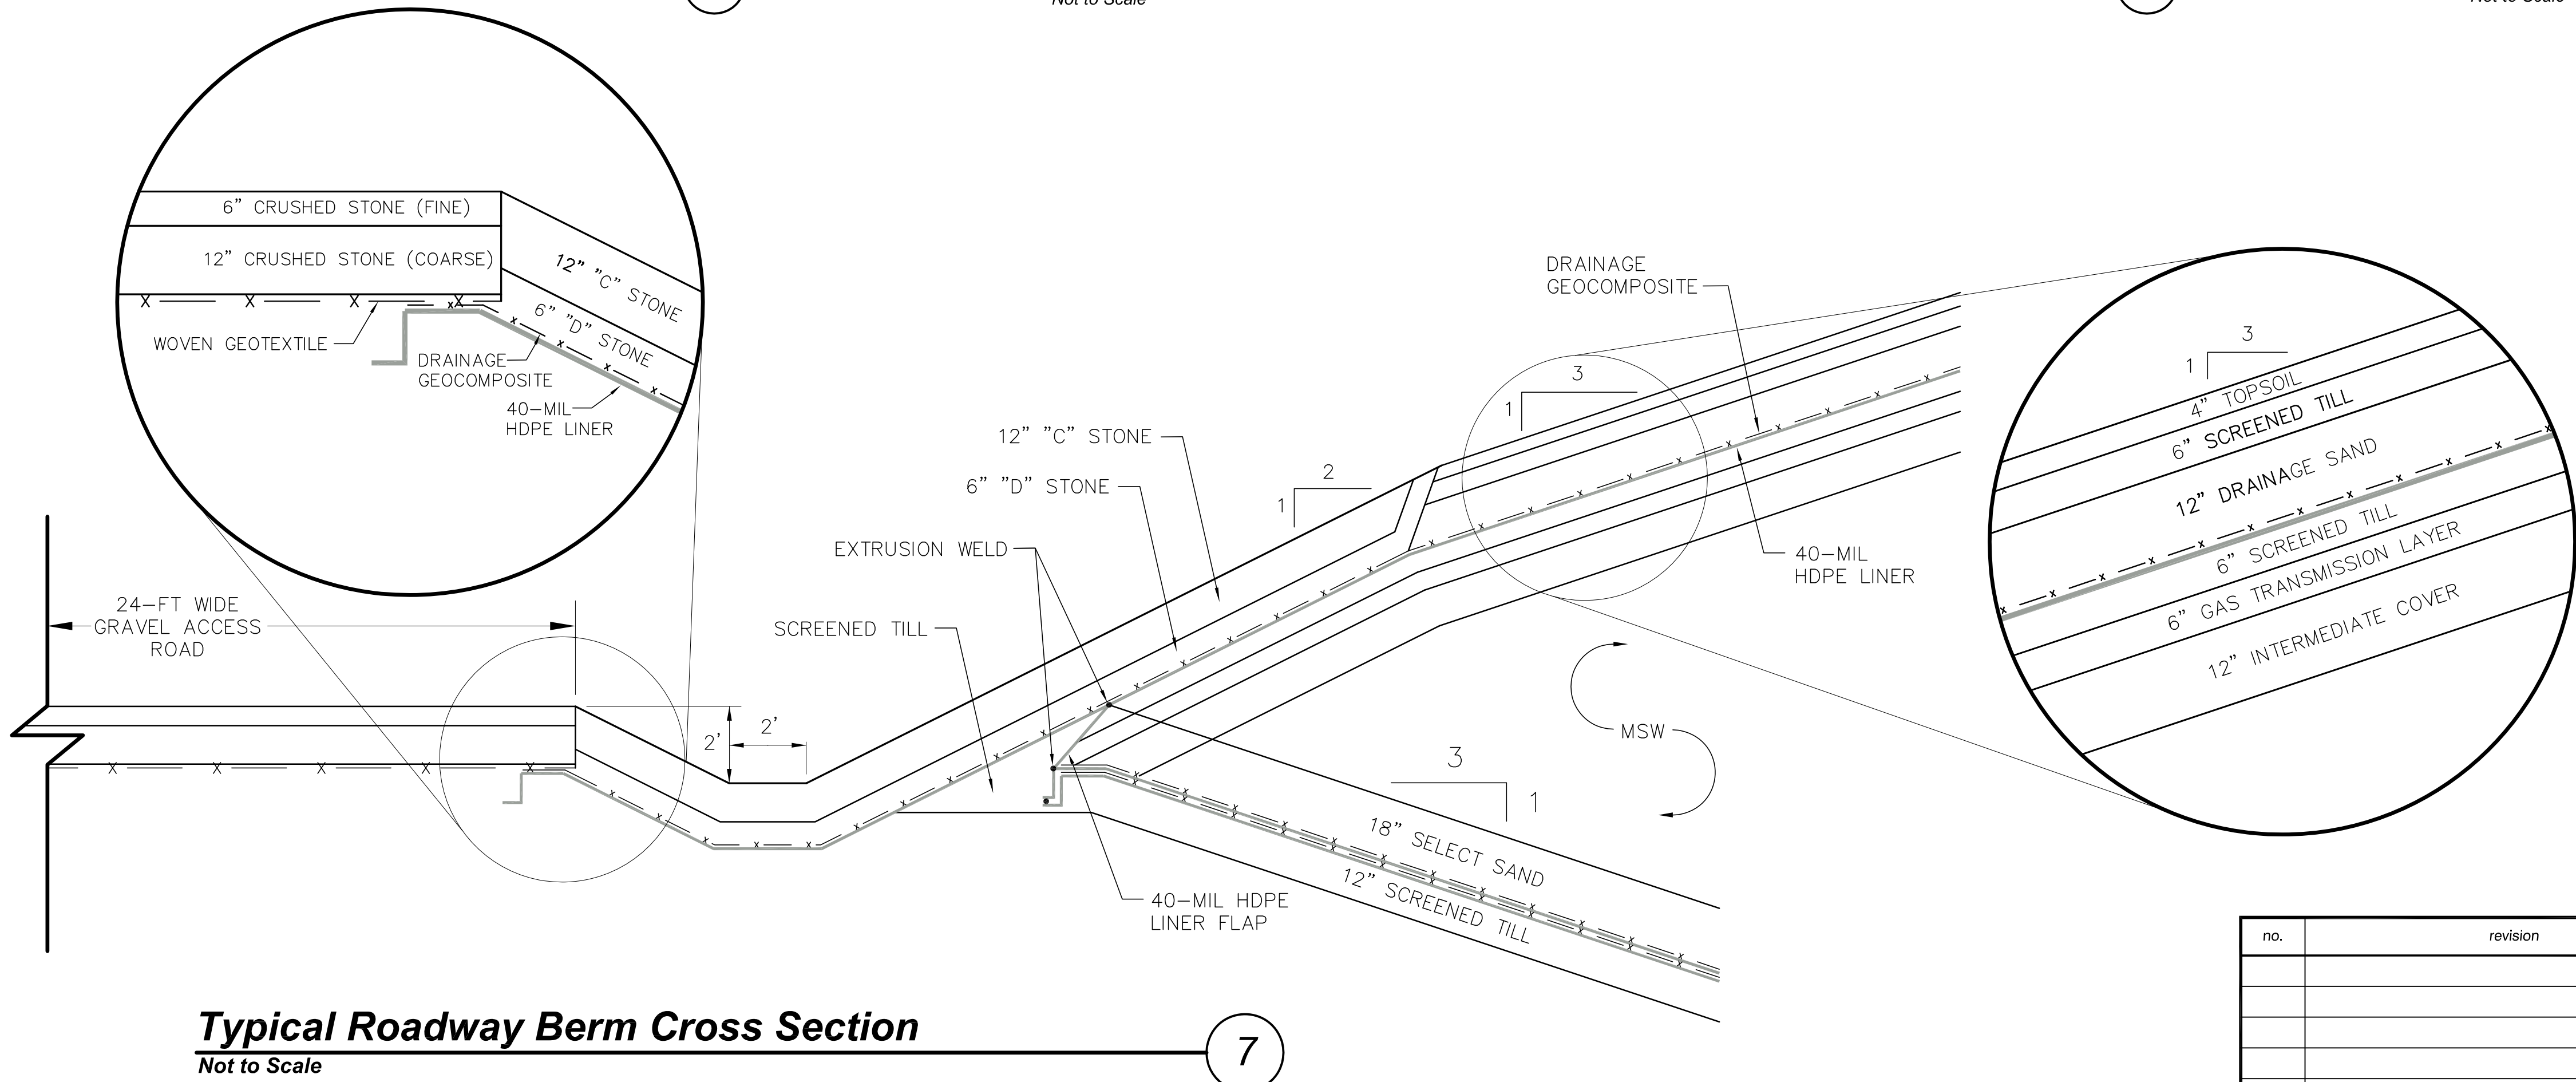 Not to Scale
Not to Scale
6" CRUSHED STONE (FINE)
12" CRUSHED STONE (COARSE)
12" "C" STONE
6" "D" STONE
WOVEN GEOTEXTILE
DRAINAGE
GEOCOMPOSITE
40-MIL
HDPE LINER
DRAINAGE
GEOCOMPOSITE
3
1
12" "C" STONE
6" "D" STONE
2
1
EXTRUSION WELD
SCREENED TILL
40-MIL
HDPE LINER
3
1
4" TOPSOIL
6" SCREENED TILL
12" DRAINAGE SAND
6" SCREENED TILL
6" GAS TRANSMISSION LAYER
12" INTERMEDIATE COVER
24-FT WIDE
GRAVEL ACCESS
ROAD
2'
2'
MSW
3
1
18" SELECT SAND
12" SCREENED TILL
40-MIL HDPE
LINER FLAP
Typical Roadway Berm Cross Section
7
Not to Scale
no.
revision